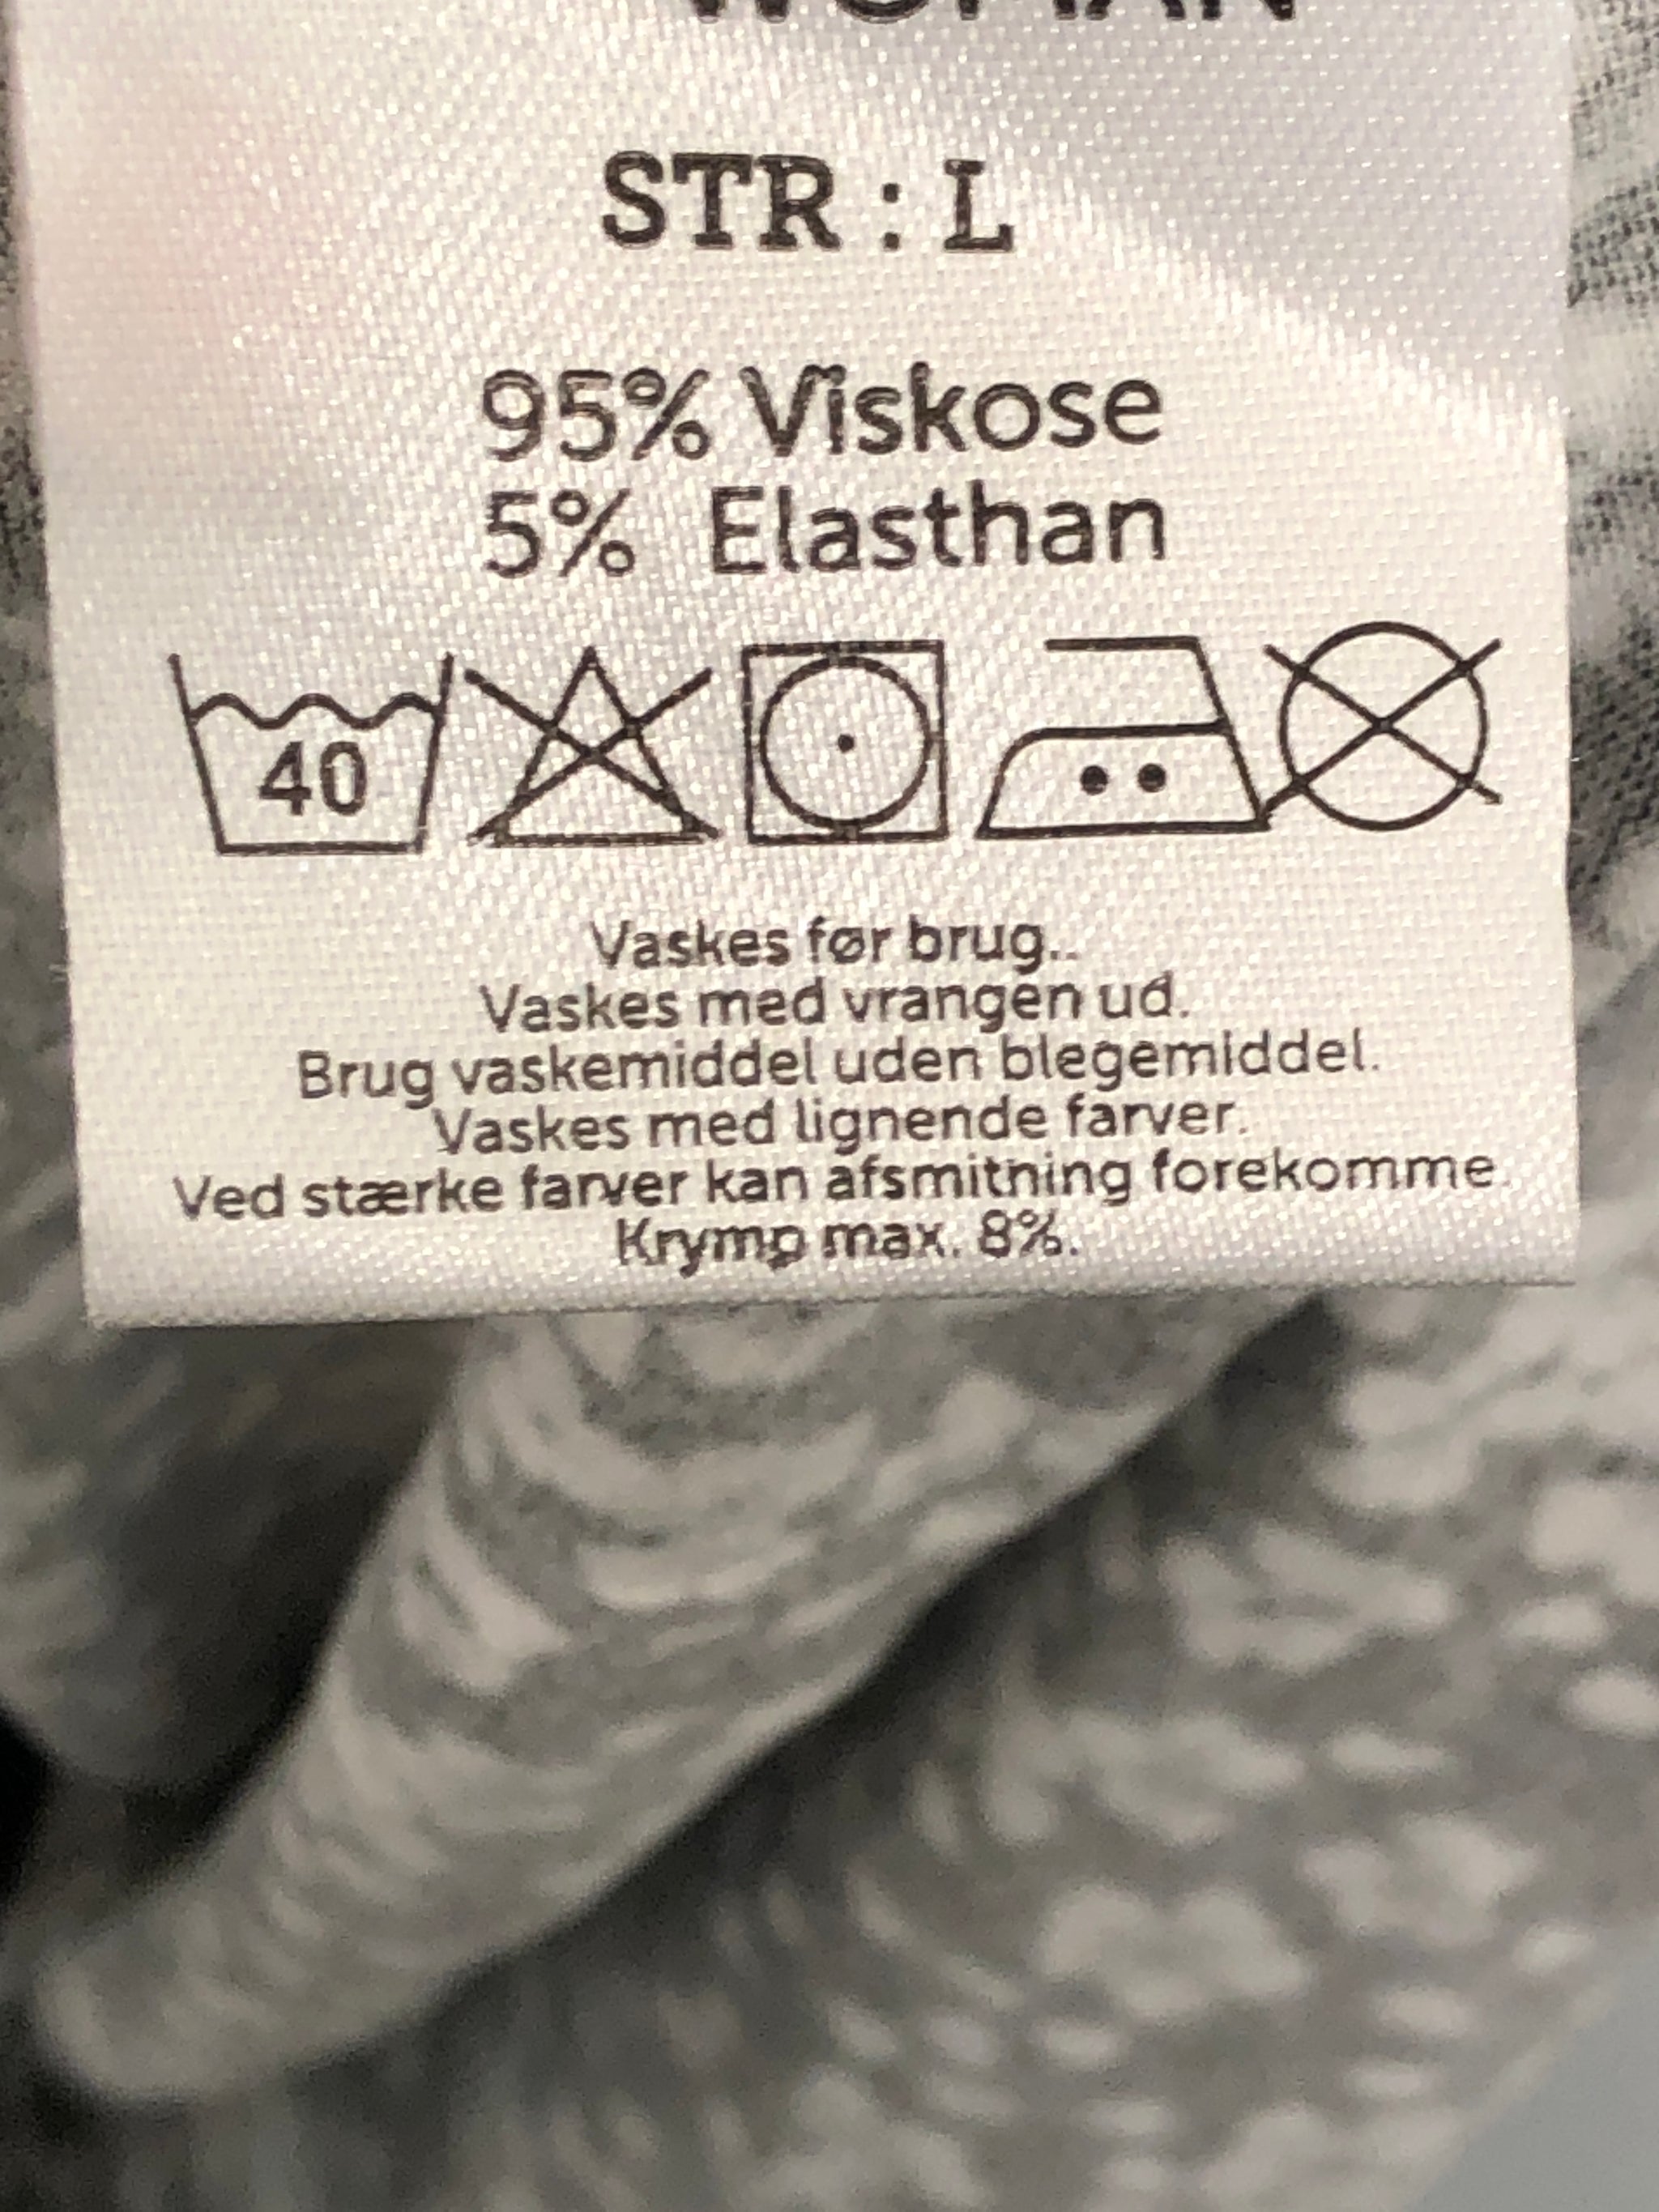 WOMAN
STR : L
95% Viskose
5% Elasthan
40
Vaskes før brug..
Vaskes med vrangen ud.
Brug vaskemiddel uden blegemiddel.
Vaskes med lignende farver.
Ved stærke farver kan afsmitning forekomme.
Krymp max. 8%.